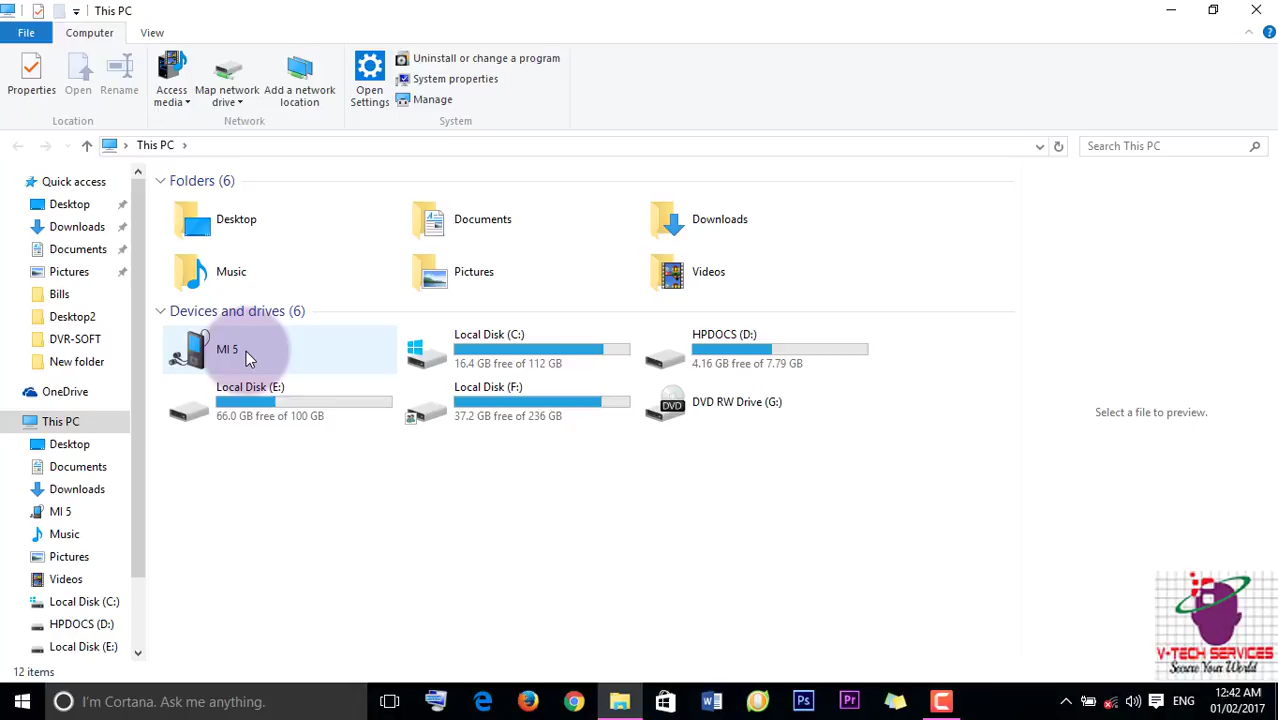 This PC
File
Computer
View
Properties
Open
Rename
Location
Access media
Map network drive
Add a network location
Network
Open Settings
Uninstall or change a program
System properties
Manage
System
This PC
Search This PC
Quick access
Desktop
Downloads
Documents
Pictures
Bills
Desktop2
DVR-SOFT
New folder
OneDrive
This PC
Desktop
Documents
Downloads
MI 5
Music
Pictures
Videos
Local Disk (C:)
HPDOCS (D:)
Local Disk (E:)
Folders (6)
Desktop
Documents
Downloads
Music
Pictures
Videos
Devices and drives (6)
MI 5
Local Disk (C:)
16.4 GB free of 112 GB
HPDOCS (D:)
4.16 GB free of 7.79 GB
Local Disk (E:)
66.0 GB free of 100 GB
Local Disk (F:)
37.2 GB free of 236 GB
DVD
DVD RW Drive (G:)
Select a file to preview.
V-TECH SERVICES
Secure Your World
12 items
I'm Cortana. Ask me anything.
Ps
Pr
ENG
12:42 AM
01/02/2017